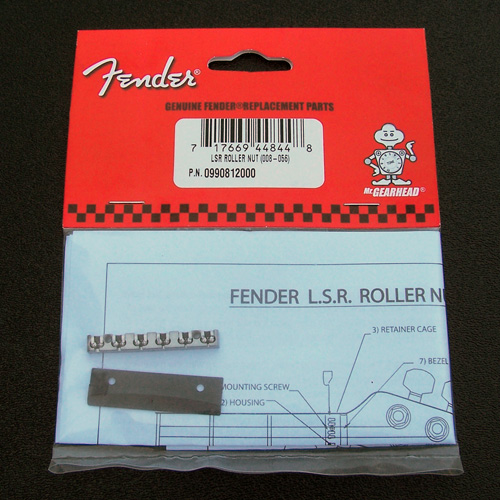 Fender®
GENUINE FENDER® REPLACEMENT PARTS
7 17669 44844 8
LSR ROLLER NUT (008-056)
P.N. 0990812000
Mr. GEARHEAD®
FENDER L.S.R. ROLLER NU
3) RETAINER CAGE
7) BEZEL
MOUNTING SCREW
2) HOUSING